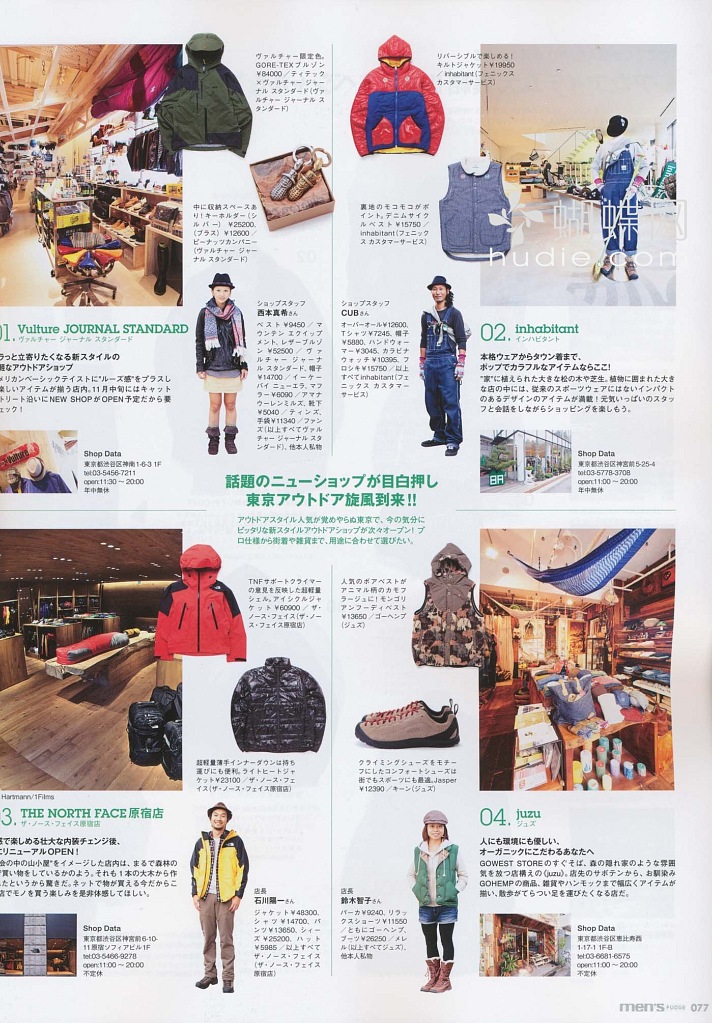 ヴァルチャー限定色。
GORE-TEXブルゾン
¥84000／ティテック
×ヴァルチャー ジャー
ナル スタンダード（ヴァ
ルチャー ジャーナル ス
タンダード）
中に収納スペースあ
り！キーホルダー（シ
ルバー）¥25200、
（ブラス）¥12600／
ピーナッツカンパニー
（ヴァルチャー ジャー
ナル スタンダード）
リバーシブルで楽しめる！
キルトジャケット¥19950
／inhabitant（フェニックス
カスタマーサービス）
裏地のモコモコがポ
イント。デニムサイク
ルベスト¥15750／
inhabitant（フェニッ
クス カスタマーサー
ビス）
蝴蝶网
hudie.com
01. Vulture JOURNAL STANDARD
ヴァルチャー ジャーナル スタンダード
らっと立寄りたくなる新スタイルの
なアウトドアショップ
メリカンベーシックテイストに"ルーズ感"をプラスし
楽しいアイテムが揃う店内。11月中旬にはキャット
トリート沿いに NEW SHOPが OPEN予定だから要
ェック！
Shop Data
東京都渋谷区神南1-6-3 1F
tel:03-5456-7211
open:11:00 〜 20:00
年中無休
ショップスタッフ
西本真希さん
ベスト¥9450／マ
ウンテン エクイップ
メント、レザーブルゾ
ン ¥52500／ヴァ
ルチャー ジャーナル
スタンダード、帽子
¥14700／イーケー
バイ ニューエラ、マフ
ラー¥6090／アマナ
ウーレンミルズ、靴下
¥5040／ティンズ、
手袋¥11340／ファン
ズ（以上すべてヴァル
チャー ジャーナル スタ
ンダード）、他本人私物
ショップスタッフ
CUBさん
オーバーオール¥12600、
Tシャツ¥7245、帽子
¥5880、ハンドウォー
マー¥3045、カラビナ
ウォッチ¥10395、フ
ロシキ¥15750／以上
すべてinhabitant（フェ
ニックス カスタマーサ
ービス）
02. inhabitant
インハビタント
本格ウェアからタウン着まで、
ポップでカラフルなアイテムならここ！
"家"に植えられた大きな松の木や芝生。植物に囲まれた大き
な店の中には、従来のスポーツウェアにはないインパクト
のあるデザインのアイテムが満載！元気いっぱいのスタッ
フと会話をしながらショッピングを楽しもう。
Shop Data
東京都渋谷区神宮前5-25-4
tel:03-5778-3708
open:11:00 〜 20:00
年中無休
話題のニューショップが目白押し
東京アウトドア旋風到来!!
アウトドアスタイル人気が覚めやらぬ東京で、今の気分に
ピッタリな新スタイルアウトドアショップが次々オープン！プ
ロ仕様から街着や雑貨まで、用途に合わせて選びたい。
TNFサポートクライマー
の意見を反映した超軽量
シェル。アイシクルジャ
ケット ¥60900／ザ・
ノース・フェイス（ザ・ノー
ス・フェイス原宿店）
超軽量薄手インナーダウンは持ち
運びにも便利。ライトヒートジャ
ケット¥23100／ザ・ノース・フェ
イス（ザ・ノース・フェイス原宿店）
人気のボアベストが
アニマル柄のカモフ
ラージュに！モンゴリ
アンフーディベスト
¥13650／ゴーヘンプ
（ジュズ）
クライミングシューズをモチー
フにしたコンフォートシューズは
街でもスポーツにも最適。Jasper
¥12390／キーン（ジュズ）
Hartmann/1Films
03. THE NORTH FACE 原宿店
ザ・ノース・フェイス原宿店
感で楽しめる壮大な内装チェンジ後、
にリニューアルOPEN！
会の中の山小屋"をイメージした店内は、まるで森林の
で買い物をしているかのよう。それも 1本の大木から作
れたというから驚きだ。ネットで物が買える今だからこ
店でモノを買う楽しみを是非体感してほしい。
Shop Data
東京都渋谷区神宮前 6-10-
11原宿ソフィアビル1F
tel:03-5466-9278
open:11:00 〜 20:00
不定休
店長
石川陽一さん
ジャケット¥48300、
シャツ¥14700、パ
ンツ¥13650、シュー
ズ ¥25200、ハット
¥5985／以上すべて
ザ・ノース・フェイス
（ザ・ノース・フェイス
原宿店）
店長
鈴木智子さん
パーカ¥9240、リラッ
クスショーツ¥11550
／ともにゴーヘンプ、
ブーツ¥26250／メレ
ル（以上すべてジュズ）、
他本人私物
04. juzu
ジュズ
人にも環境にも優しい、
オーガニックにこだわるあなたへ
GOWEST STOREのすぐそば、森の隠れ家のような雰囲
気を放つ店構えの〈juzu〉。店先のサボテンから、お馴染み
GOHEMPの商品、雑貨やハンモックまで幅広くアイテムが
揃い、散歩がてらつい足を運びたくなる店だ。
Shop Data
東京都渋谷区恵比寿西
1-17-1 1F-B
tel:03-6681-6575
open:11:00 〜 20:00
不定休
men's FUDGE 077